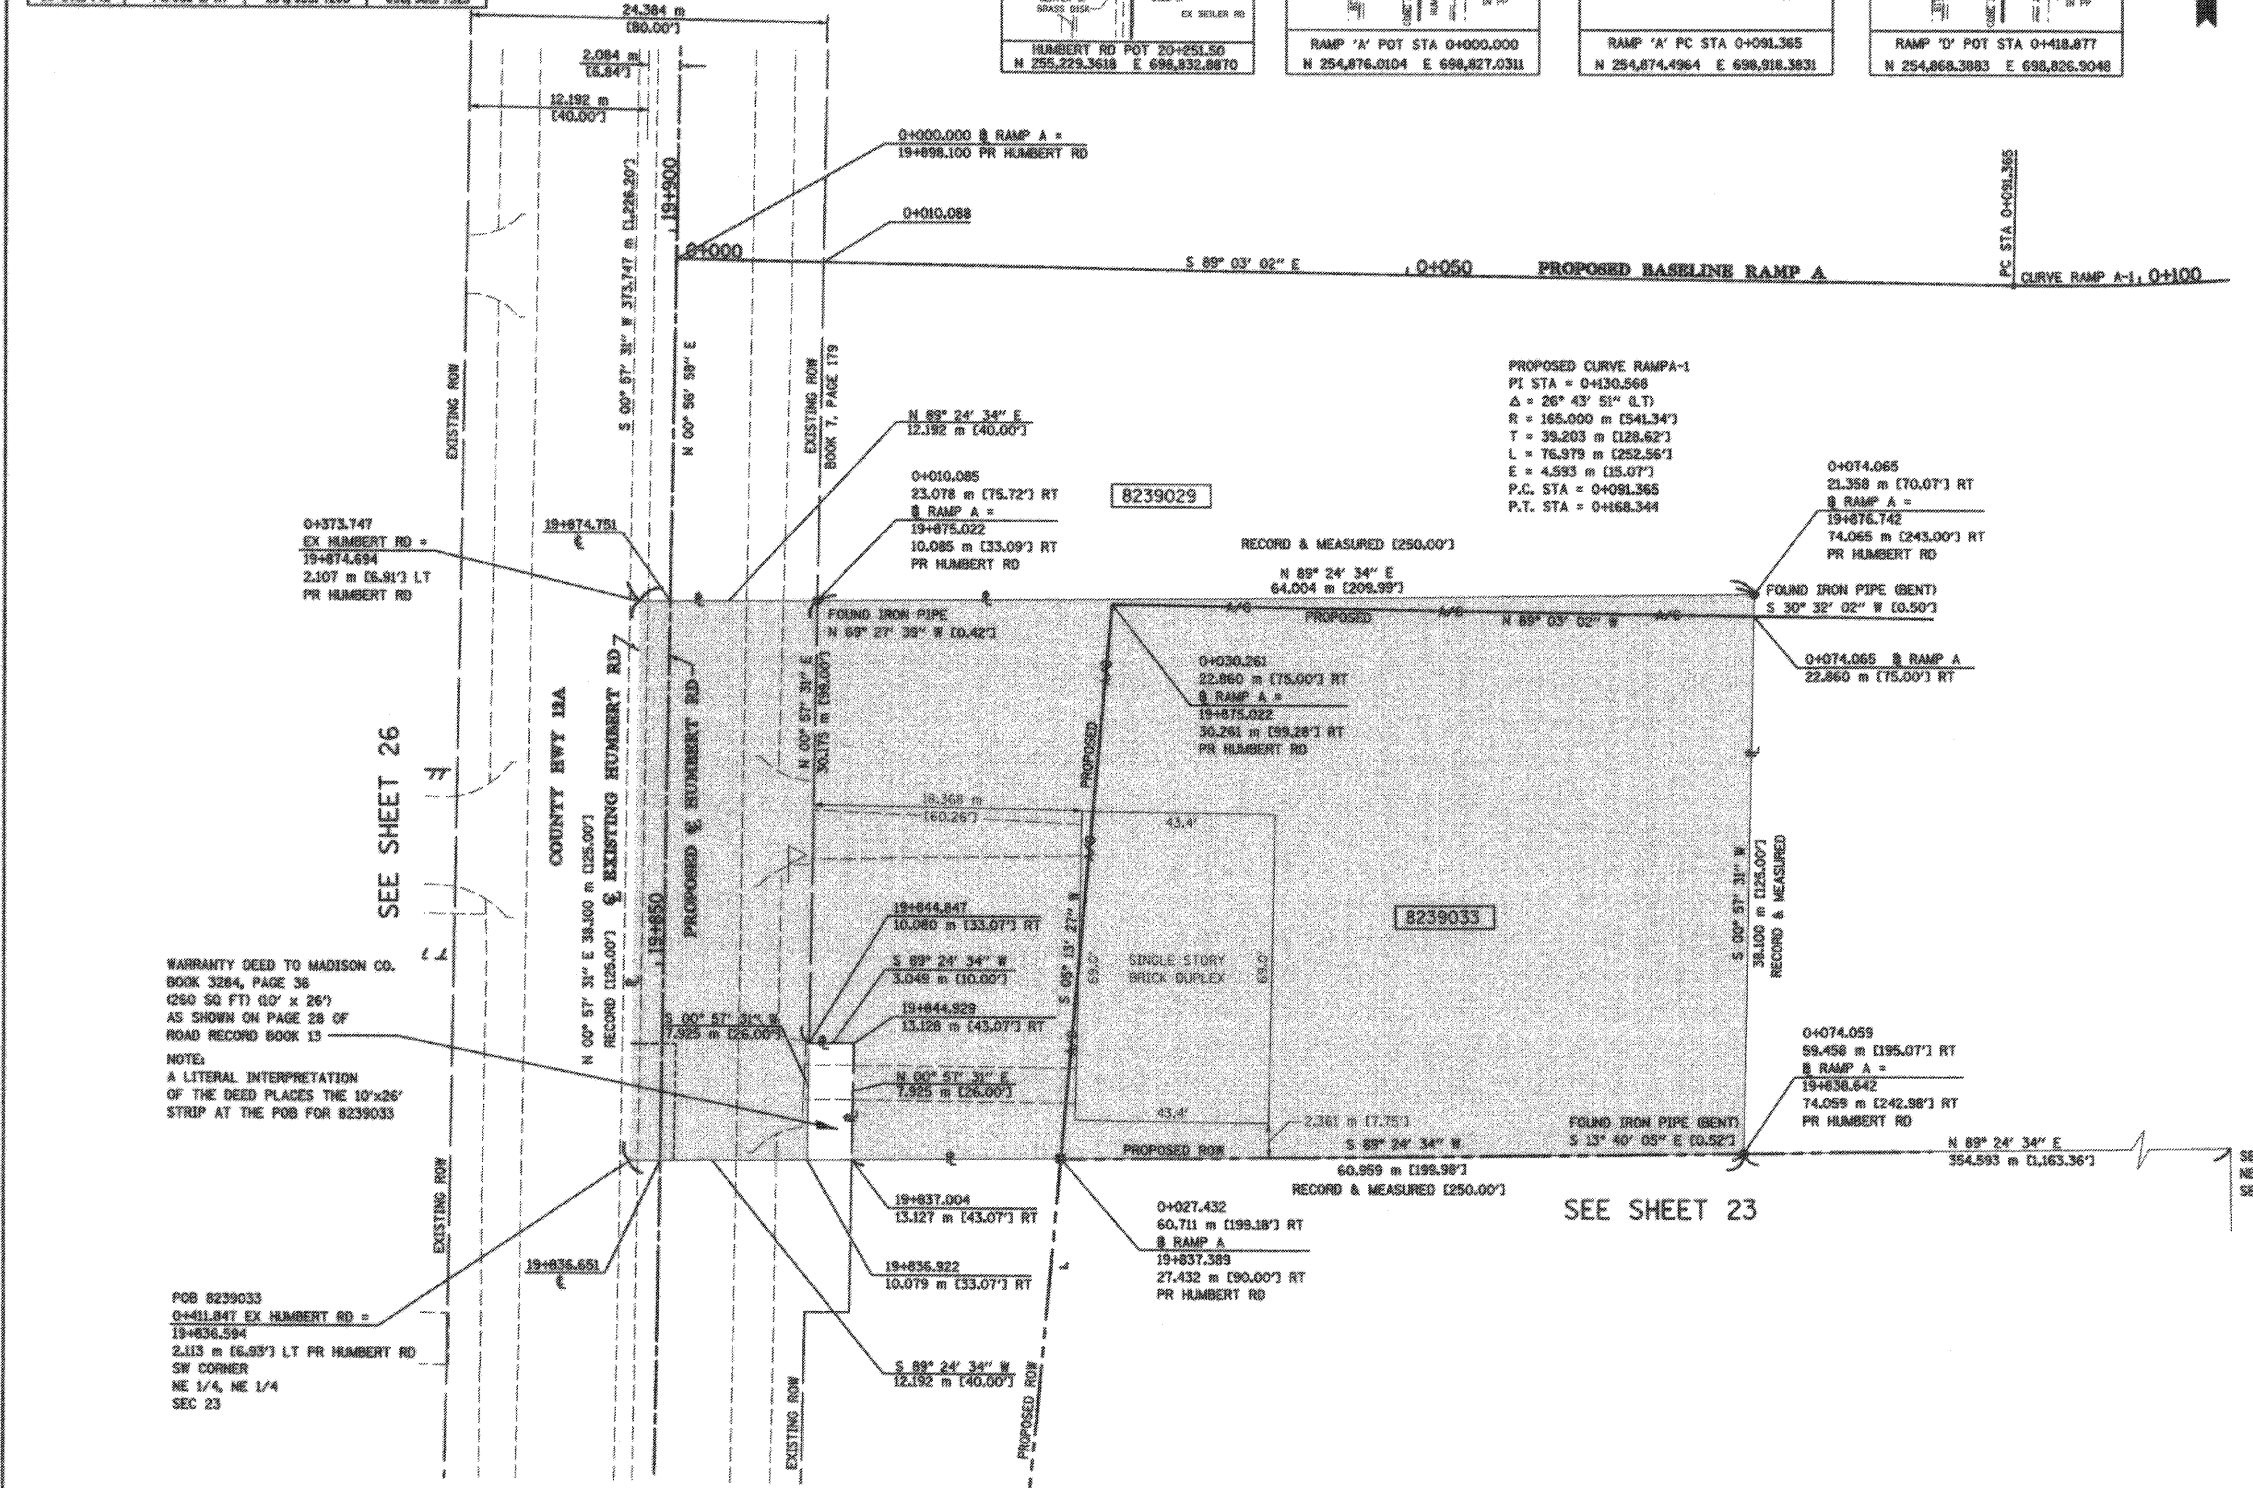 24.384 m
[80.00']
2.084 m
[6.84']
12.192 m
[40.00']
BRASS DISK
EX SEILER RD
HUMBERT RD POT 20+251.50
N 255,229.3618 E 698,832.8870
RAMP 'A' POT STA 0+000.000
N 254,876.0104 E 698,827.0311
RAMP 'A' PC STA 0+091.365
N 254,874.4964 E 698,918.3831
RAMP 'D' POT STA 0+418.877
N 254,868.3883 E 698,826.9048
0+000.000 B RAMP A =
19+898.100 PR HUMBERT RD
0+010.088
0+000
S 89° 03' 02" E
0+050
PROPOSED BASELINE RAMP A
PC STA 0+091.365
CURVE RAMP A-1
0+100
19+900
S 00° 57' 31" W 373.747 m [1,226.20']
N 00° 56' 58" E
EXISTING ROW
EXISTING ROW
BOOK 7, PAGE 179
PROPOSED CURVE RAMPA-1
PI STA = 0+130.568
Δ = 26° 43' 51" (LT)
R = 165.000 m [541.34']
T = 39.203 m [128.62']
L = 76.979 m [252.56']
E = 4.593 m [15.07']
P.C. STA = 0+091.365
P.T. STA = 0+168.344
N 89° 24' 34" E
12.192 m [40.00']
0+010.085
23.078 m [75.72'] RT
B RAMP A =
19+875.022
10.085 m [33.09'] RT
PR HUMBERT RD
8239029
0+074.065
21.358 m [70.07'] RT
B RAMP A =
19+876.742
74.065 m [243.00'] RT
PR HUMBERT RD
0+373.747
EX HUMBERT RD =
19+874.694
2.107 m [6.91'] LT
PR HUMBERT RD
19+874.751
℄
RECORD & MEASURED [250.00']
N 89° 24' 34" E
64.004 m [209.99']
FOUND IRON PIPE (BENT)
S 30° 32' 02" W [0.50']
FOUND IRON PIPE
N 69° 27' 39" W [0.42']
A/C
A/C
A/C
PROPOSED
N 89° 03' 02" W
0+074.065 B RAMP A
22.860 m [75.00'] RT
0+030.261
22.860 m [75.00'] RT
B RAMP A =
19+875.022
30.261 m [99.28'] RT
PR HUMBERT RD
N 00° 57' 31" E
30.175 m [99.00']
PROPOSED
SEE SHEET 26
COUNTY HWY 12A
℄ EXISTING HUMBERT RD
PROPOSED ℄ HUMBERT RD
N 00° 57' 31" E 38.100 m [125.00']
RECORD [125.00']
19+850
18.368 m
[60.26']
43.4'
S 05° 13' 27" W
69.0'
69.0'
SINGLE STORY
BRICK DUPLEX
8239033
S 00° 57' 31" W
38.100 m [125.00']
RECORD & MEASURED
19+844.847
10.080 m [33.07'] RT
S 89° 24' 34" W
3.048 m [10.00']
19+844.929
13.128 m [43.07'] RT
S 00° 57' 31" W
7.925 m [26.00']
N 00° 57' 31" E
7.925 m [26.00']
WARRANTY DEED TO MADISON CO.
BOOK 3284, PAGE 36
(260 SQ FT) (10' x 26')
AS SHOWN ON PAGE 28 OF
ROAD RECORD BOOK 13
NOTE:
A LITERAL INTERPRETATION
OF THE DEED PLACES THE 10'x26'
STRIP AT THE POB FOR 8239033
0+074.059
59.458 m [195.07'] RT
B RAMP A =
19+838.642
74.059 m [242.98'] RT
PR HUMBERT RD
43.4'
2.361 m [7.75']
FOUND IRON PIPE (BENT)
S 13° 40' 05" E [0.52']
PROPOSED ROW
S 89° 24' 34" W
60.959 m [199.98']
RECORD & MEASURED [250.00']
N 89° 24' 34" E
354.593 m [1,163.36']
SEE SHEET 23
19+837.004
13.127 m [43.07'] RT
19+836.922
10.079 m [33.07'] RT
0+027.432
60.711 m [199.18'] RT
B RAMP A
19+837.389
27.432 m [90.00'] RT
PR HUMBERT RD
EXISTING ROW
19+836.651
℄
POB 8239033
0+411.847 EX HUMBERT RD =
19+836.594
2.113 m [6.93'] LT PR HUMBERT RD
SW CORNER
NE 1/4, NE 1/4
SEC 23
S 89° 24' 34" W
12.192 m [40.00']
EXISTING ROW
PROPOSED ROW